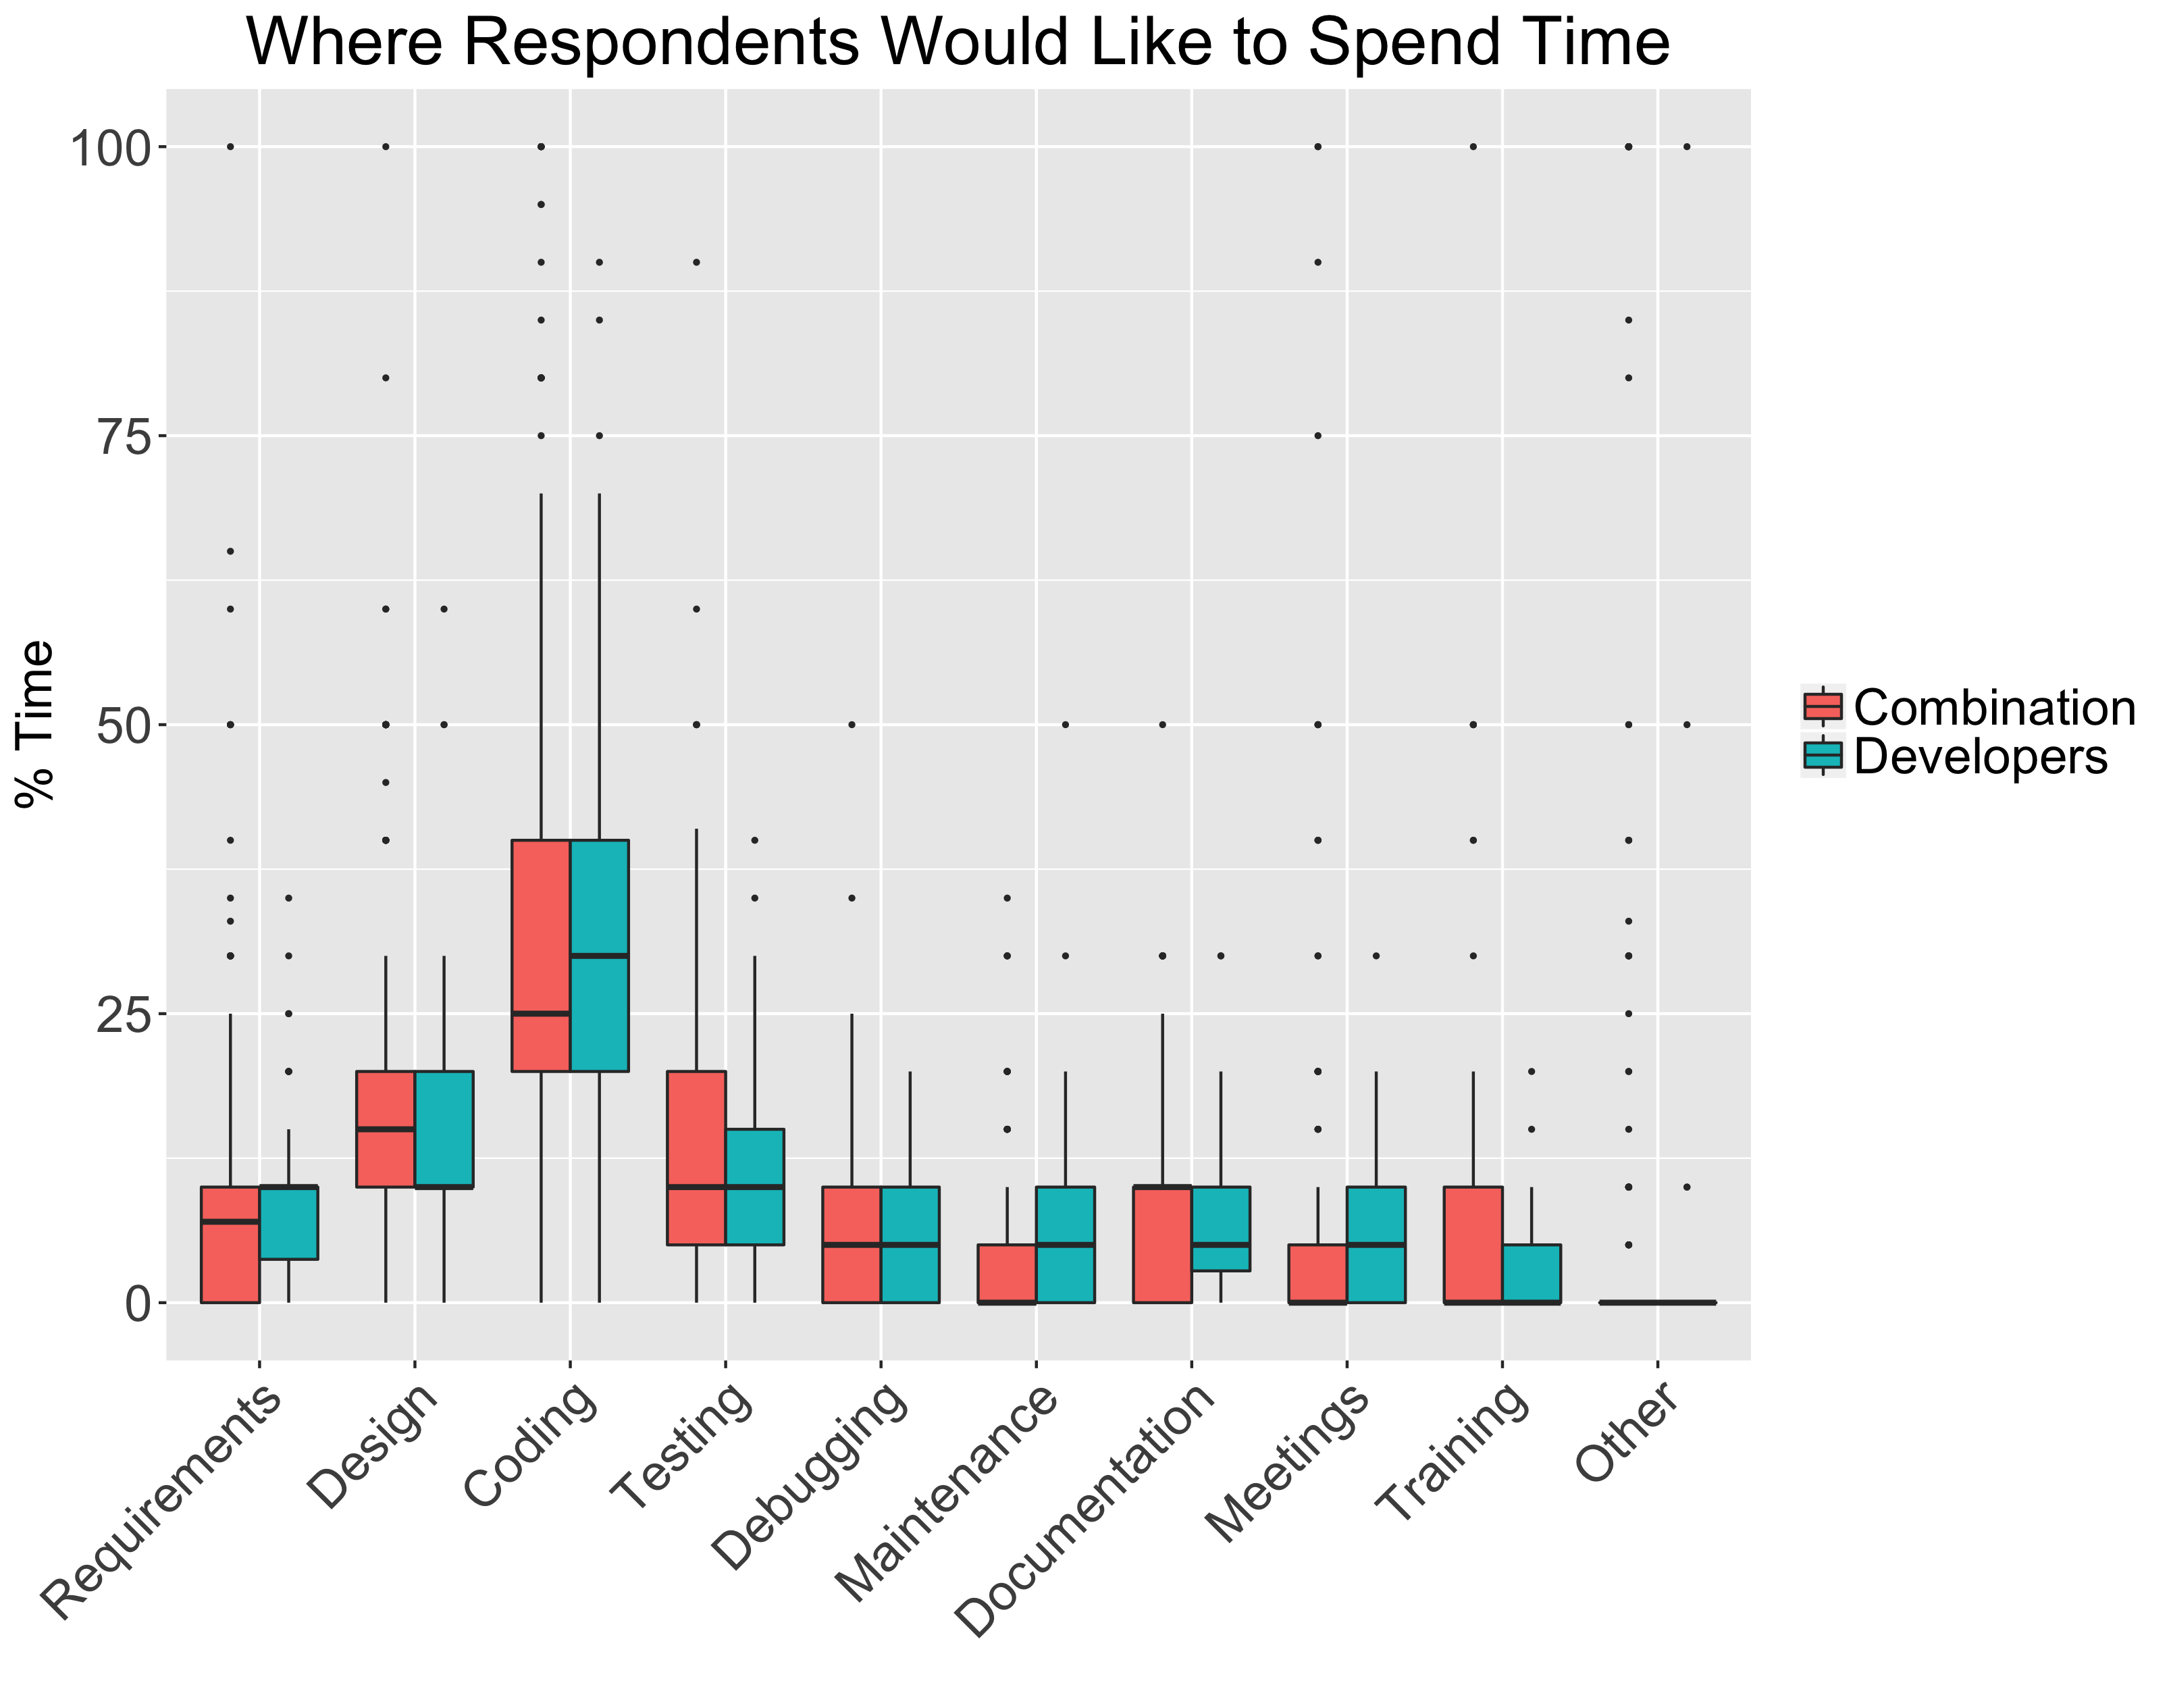 Where Respondents Would Like to Spend Time
% Time
100
75
50
25
0
Requirements
Design
Coding
Testing
Debugging
Maintenance
Documentation
Meetings
Training
Other
Combination
Developers